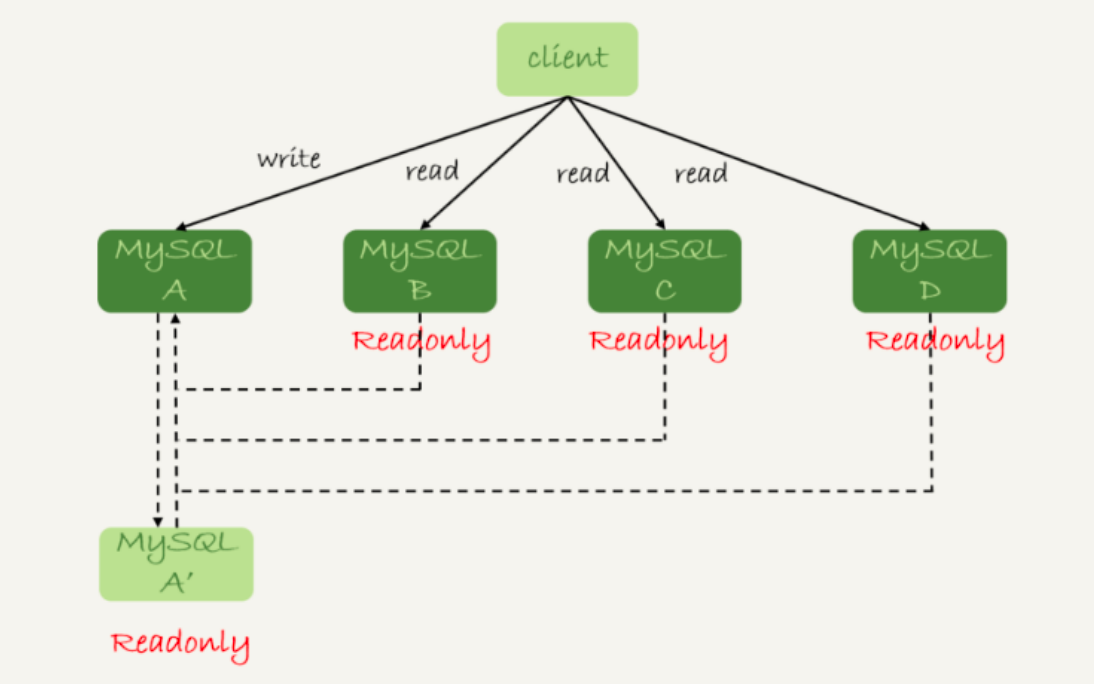 client
write
read
read
read
MySQL
A
MySQL
B
MySQL
C
MySQL
D
Readonly
Readonly
Readonly
MySQL
A'
Readonly